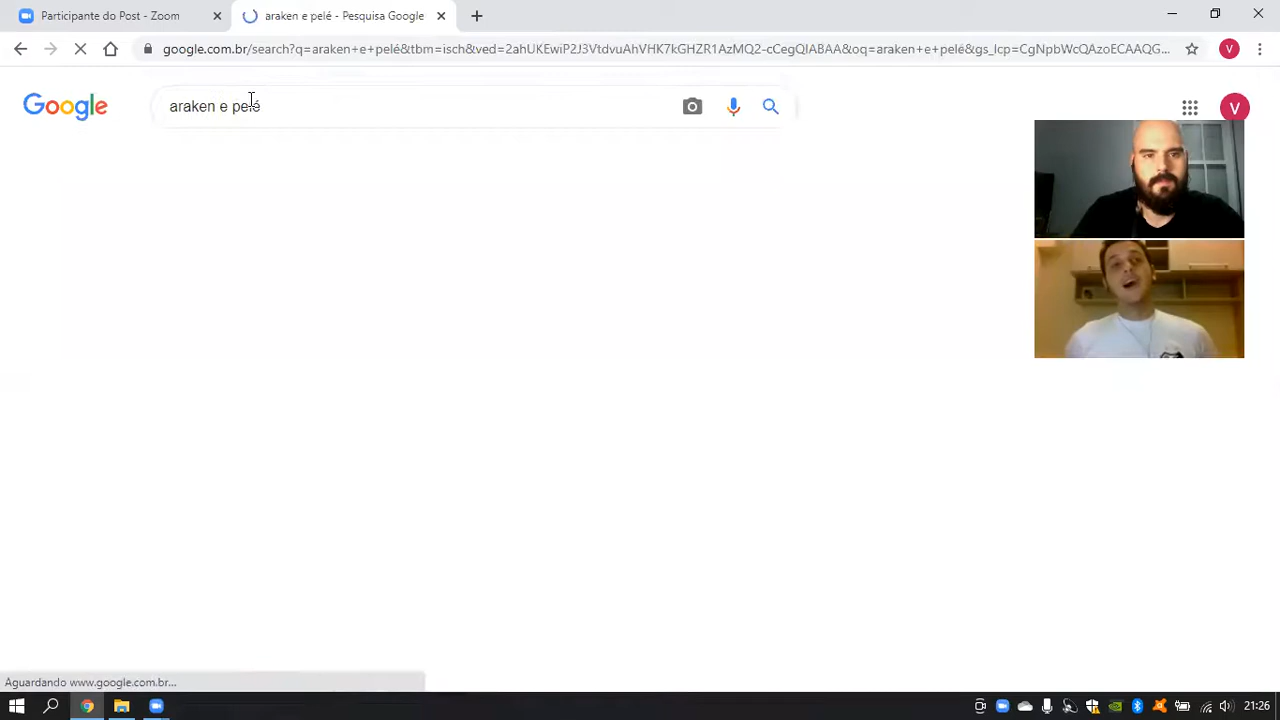 Participante do Post - Zoom
araken e pelé - Pesquisa Google
google.com.br/search?q=araken+e+pelé&tbm=isch&ved=2ahUKEwiP2J3VtdvuAhVHK7kGHZR1AzMQ2-cCegQIABAA&oq=araken+e+pelé&gs_lcp=CgNpbWcQAzoECAAQG...
V
Google
araken e pelé
V
Aguardando www.google.com.br...
21:26